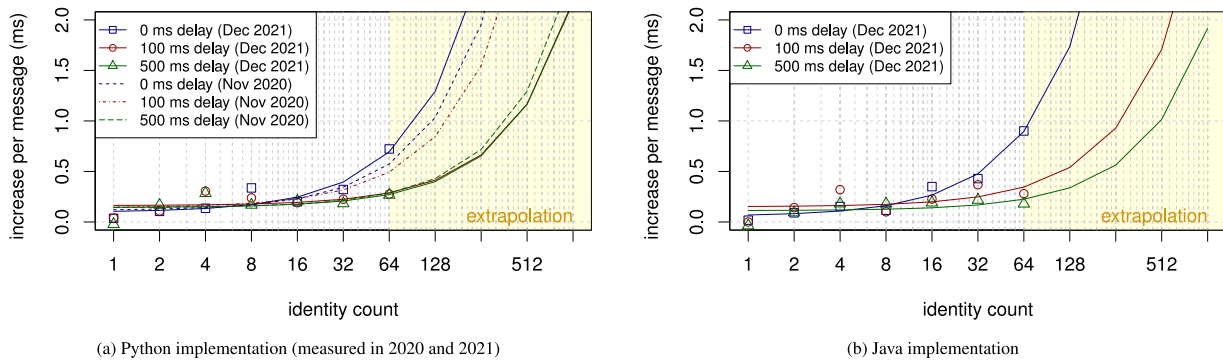 increase per message (ms)
2.0
1.5
1.0
0.5
0.0
0 ms delay (Dec 2021)
100 ms delay (Dec 2021)
500 ms delay (Dec 2021)
0 ms delay (Nov 2020)
100 ms delay (Nov 2020)
500 ms delay (Nov 2020)
extrapolation
1 2 4 8 16 32 64 128 512
identity count
(a) Python implementation (measured in 2020 and 2021)
increase per message (ms)
2.0
1.5
1.0
0.5
0.0
0 ms delay (Dec 2021)
100 ms delay (Dec 2021)
500 ms delay (Dec 2021)
extrapolation
1 2 4 8 16 32 64 128 512
identity count
(b) Java implementation